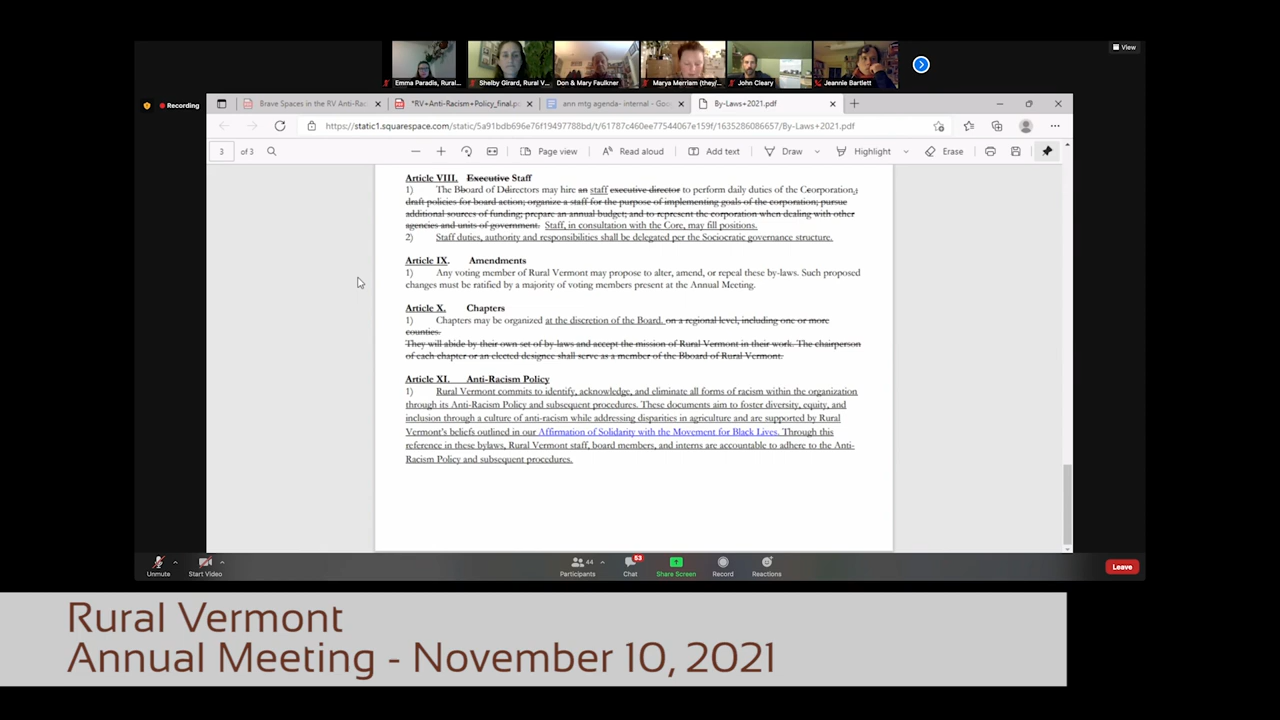 View
Emma Paradis, Rural...
Shelby Girard, Rural V...
Don & Mary Faulkner
Marya Merriam (they/...
John Cleary
Jeannie Bartlett
Recording
Brave Spaces in the RV Anti-Rac
*RV+Anti-Racism+Policy_final.p
ann mtg agenda- internal - Goo
By-Laws+2021.pdf
https://static1.squarespace.com/static/5a91bdb696e76f19497788bd/t/61787c460ee77544067e159f/1635286086657/By-Laws+2021.pdf
3 of 3
Page view
Read aloud
Add text
Draw
Highlight
Erase
Article VIII. Executive Staff
1) The Bboard of Ddirectors may hire an staff executive director to perform daily duties of the Ccorporation.;
draft policies for board action; organize a staff for the purpose of implementing goals of the corporation; pursue
additional sources of funding; prepare an annual budget; and to represent the corporation when dealing with other
agencies and units of government. Staff, in consultation with the Core, may fill positions.
2) Staff duties, authority and responsibilities shall be delegated per the Sociocratic governance structure.
Article IX. Amendments
1) Any voting member of Rural Vermont may propose to alter, amend, or repeal these by-laws. Such proposed
changes must be ratified by a majority of voting members present at the Annual Meeting.
Article X. Chapters
1) Chapters may be organized at the discretion of the Board. on a regional level, including one or more
counties.
They will abide by their own set of by-laws and accept the mission of Rural Vermont in their work. The chairperson
of each chapter or an elected designee shall serve as a member of the Bboard of Rural Vermont.
Article XI. Anti-Racism Policy
1) Rural Vermont commits to identify, acknowledge, and eliminate all forms of racism within the organization
through its Anti-Racism Policy and subsequent procedures. These documents aim to foster diversity, equity, and
inclusion through a culture of anti-racism while addressing disparities in agriculture and are supported by Rural
Vermont's beliefs outlined in our Affirmation of Solidarity with the Movement for Black Lives. Through this
reference in these bylaws, Rural Vermont staff, board members, and interns are accountable to adhere to the Anti-
Racism Policy and subsequent procedures.
Unmute
Start Video
Participants
44
Chat
53
Share Screen
Record
Reactions
Leave
Rural Vermont
Annual Meeting - November 10, 2021